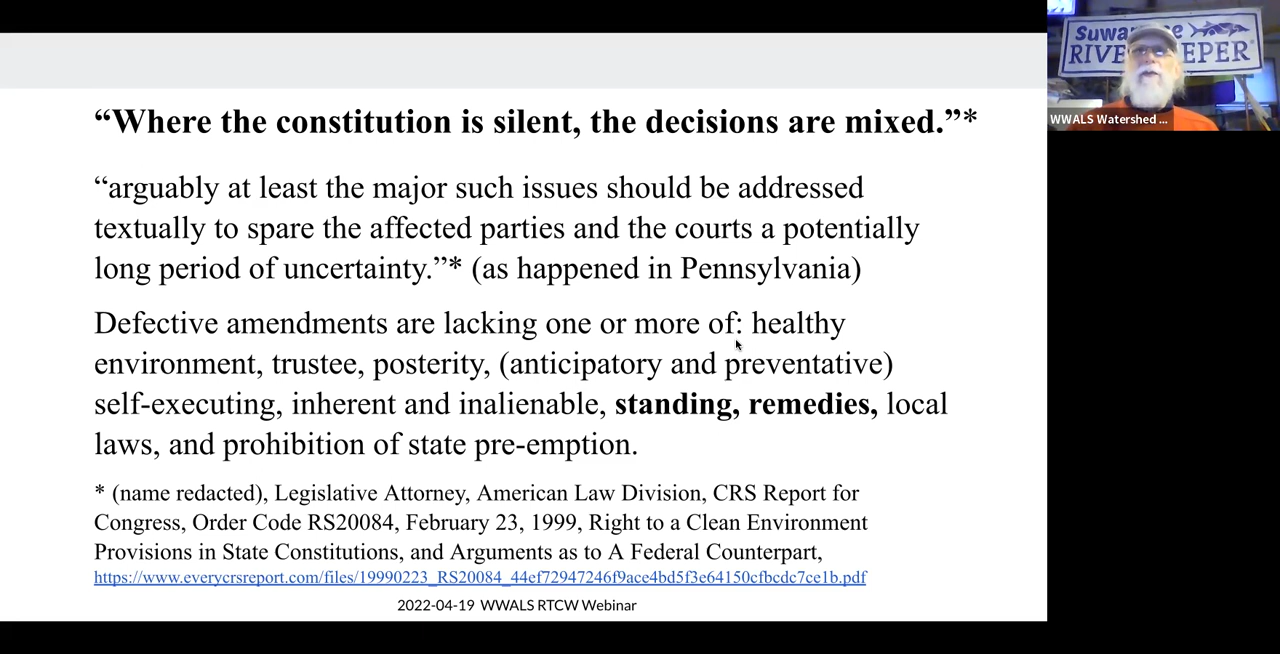 “Where the constitution is silent, the decisions are mixed.”*
“arguably at least the major such issues should be addressed
textually to spare the affected parties and the courts a potentially
long period of uncertainty.”* (as happened in Pennsylvania)
Defective amendments are lacking one or more of: healthy
environment, trustee, posterity, (anticipatory and preventative)
self-executing, inherent and inalienable, standing, remedies, local
laws, and prohibition of state pre-emption.
* (name redacted), Legislative Attorney, American Law Division, CRS Report for
Congress, Order Code RS20084, February 23, 1999, Right to a Clean Environment
Provisions in State Constitutions, and Arguments as to A Federal Counterpart,
https://www.everycrsreport.com/files/19990223_RS20084_44ef72947246f9ace4bd5f3e64150cfbcdc7ce1b.pdf
2022-04-19 WWALS RTCW Webinar
WWALS Watershed ...